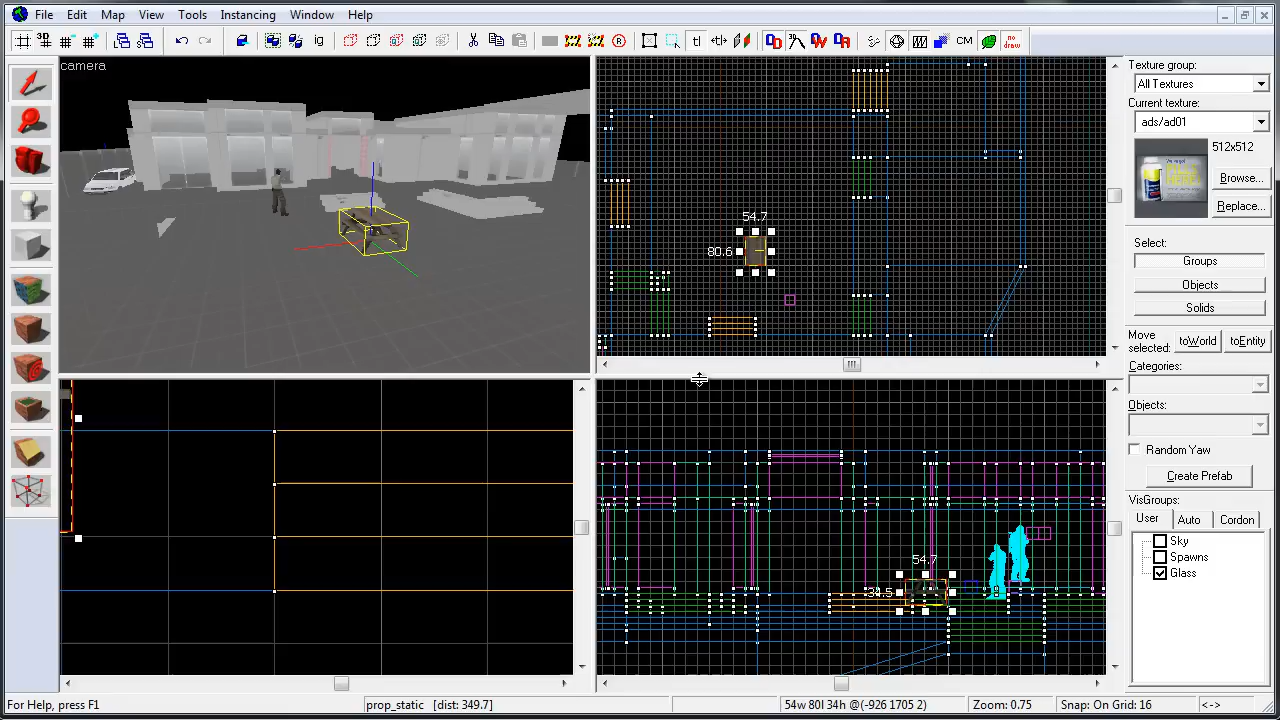 File Edit Map View Tools Instancing Window Help
camera
54.7
80.6
54.7
Texture group:
All Textures
Current texture:
ads/ad01
512x512
Browse...
Replace...
Select:
Groups
Objects
Solids
Move selected: toWorld toEntity
Categories:
Objects:
Random Yaw
Create Prefab
VisGroups:
User Auto Cordon
Sky
Spawns
Glass
For Help, press F1 prop_static [dist: 349.7] 54w 80l 34h @(-926 1705 2) Zoom: 0.75 Snap: On Grid: 16 <->